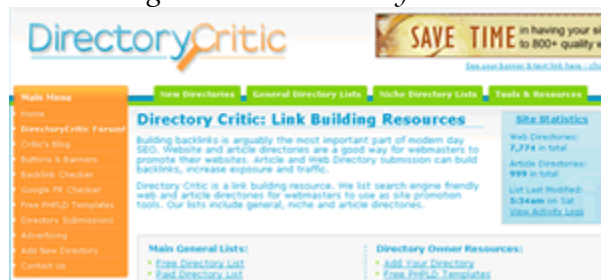 DirectoryCritic
SAVE TIME in having your si
to 800+ quality w
See your banner & text link here - clic
New Directories
General Directory Lists
Niche Directory Lists
Tools & Resources
Main Menu
Home
DirectoryCritic Forum!
Critic's Blog
Buttons & Banners
Backlink Checker
Google PR Checker
Free PHPLD Templates
Directory Submissions
Advertising
Add New Directory
Contact Us
Directory Critic: Link Building Resources
Building backlinks is arguably the most important part of modern day
SEO. Website and article directories are a good way for webmasters to
promote their websites. Article and Web Directory submission can build
backlinks, increase exposure and traffic.
Directory Critic is a link building resource. We list search engine friendly
web and article directories for webmasters to use as site promotion
tools. Our lists include general, niche and article directories.
Site Statistics
Web Directories:
7,774 in total
Article Directories:
999 in total
List Last Modified:
5:34am on Sat
View Activity Logs
Main General Lists:
Free Directory List
Paid Directory List
Directory Owner Resources:
Add Your Directory
Free PHPLD Templates